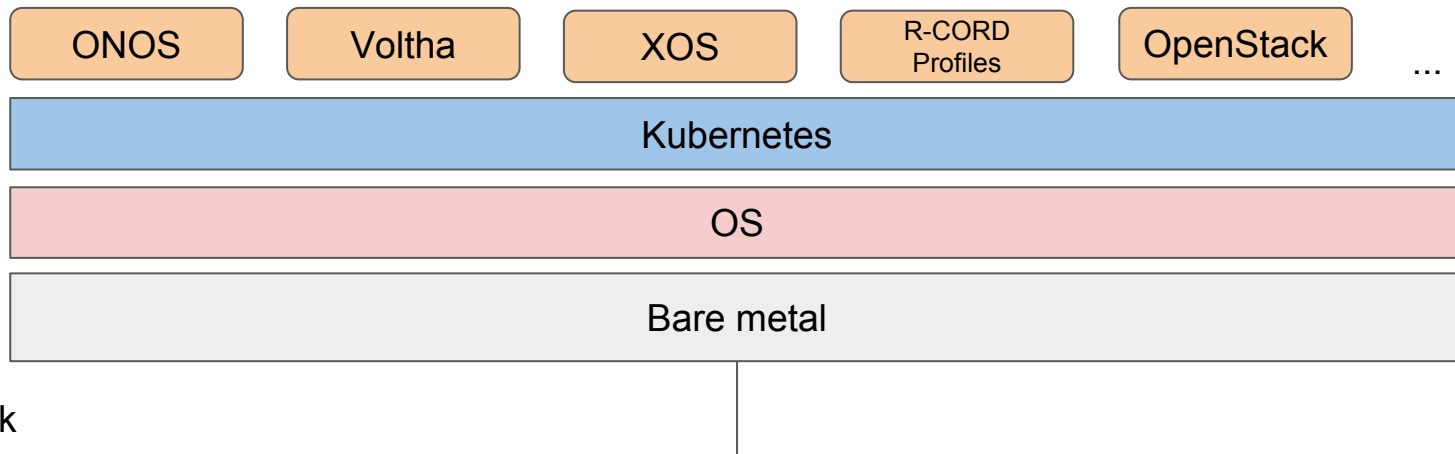 ONOS
Voltha
XOS
R-CORD
Profiles
OpenStack
...
Kubernetes
OS
Bare metal
k